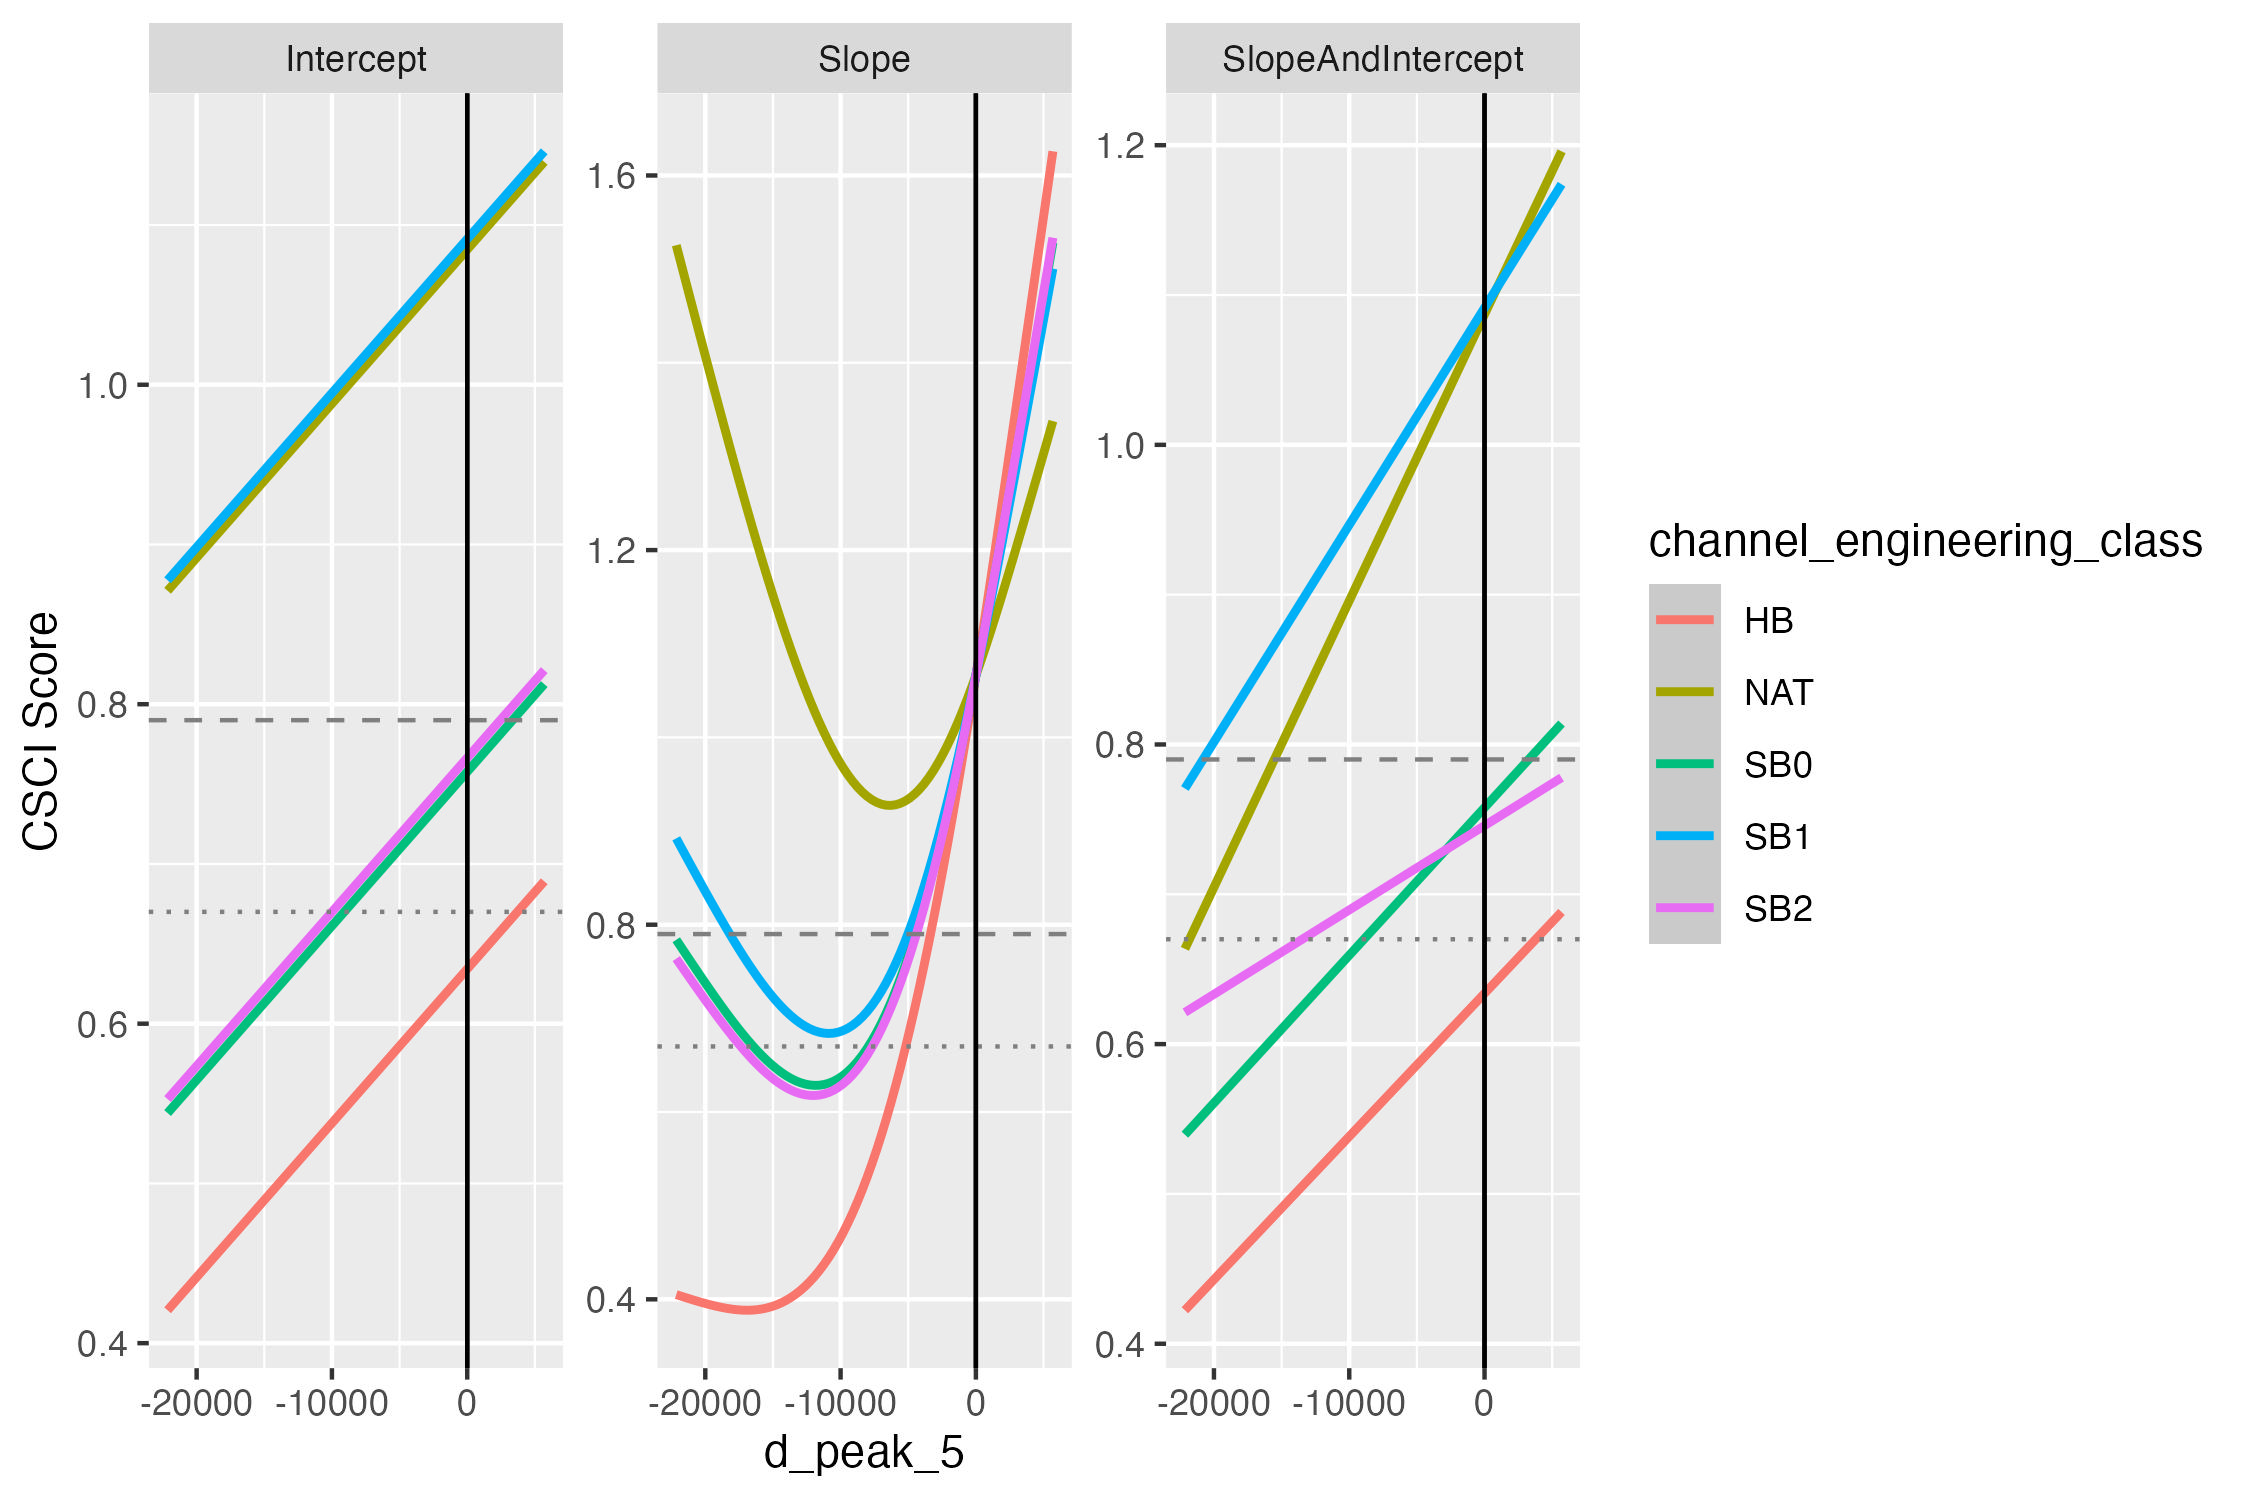 Intercept Slope SlopeAndIntercept
CSCI Score
1.0
0.8
0.6
0.4
-20000 -10000 0
1.6
1.2
0.8
0.4
-20000 -10000 0
1.2
1.0
0.8
0.6
0.4
-20000 -10000 0
d_peak_5
channel_engineering_class
HB
NAT
SB0
SB1
SB2